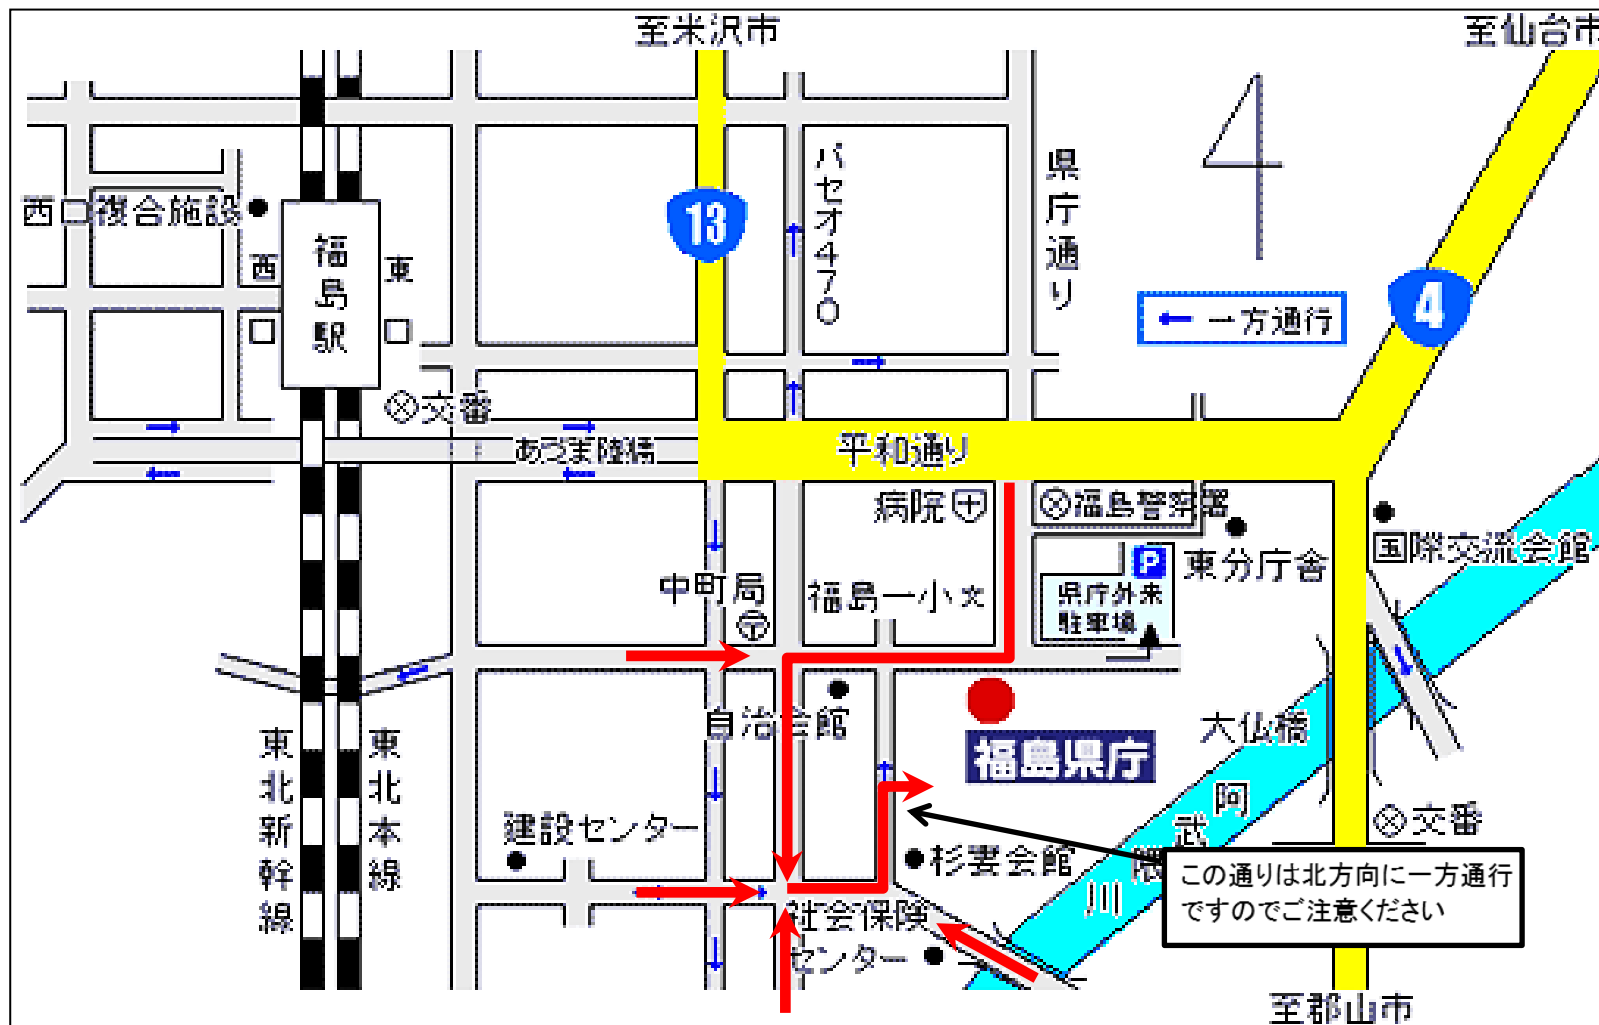 至米沢市
至仙台市
パセオ470
県庁通り
西口複合施設
13
福島駅
西口
東口
4
一方通行
交番
あづま陸橋
平和通り
病院
福島警察署
P
東分庁舎
国際交流会館
中町局
福島一小
文
県庁外来
駐車場
自治会館
福島県庁
大仏橋
東北新幹線
東北本線
建設センター
杉妻会館
阿武隈川
交番
この通りは北方向に一方通行
ですのでご注意ください
社会保険
センター
至郡山市